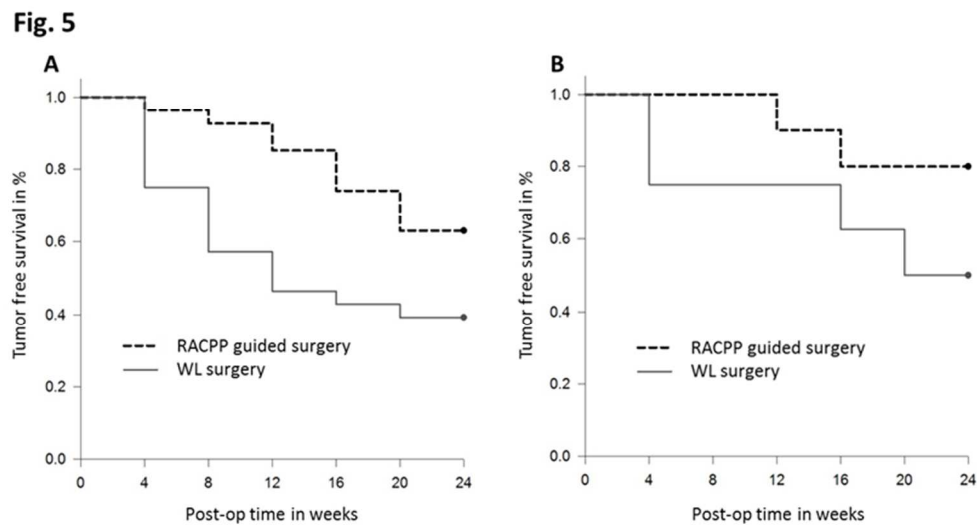 Fig. 5
A
Tumor free survival in %
1.0
0.8
0.6
0.4
0.2
0.0
RACPP guided surgery
WL surgery
0 4 8 12 16 20 24
Post-op time in weeks
B
Tumor free survival in %
1.0
0.8
0.6
0.4
0.2
0.0
RACPP guided surgery
WL surgery
0 4 8 12 16 20 24
Post-op time in weeks